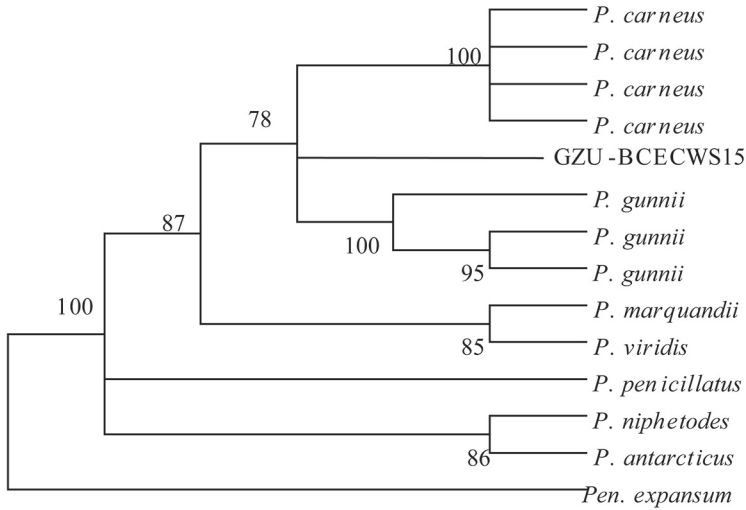 P. carneus
P. carneus
100
P. carneus
P. carneus
78
GZU -BCECWS15
P. gunnii
87
P. gunnii
100
P. gunnii
95
100
P. marquandii
P. viridis
85
P. penicillatus
P. niphetodes
P. antarcticus
86
Pen. expansum